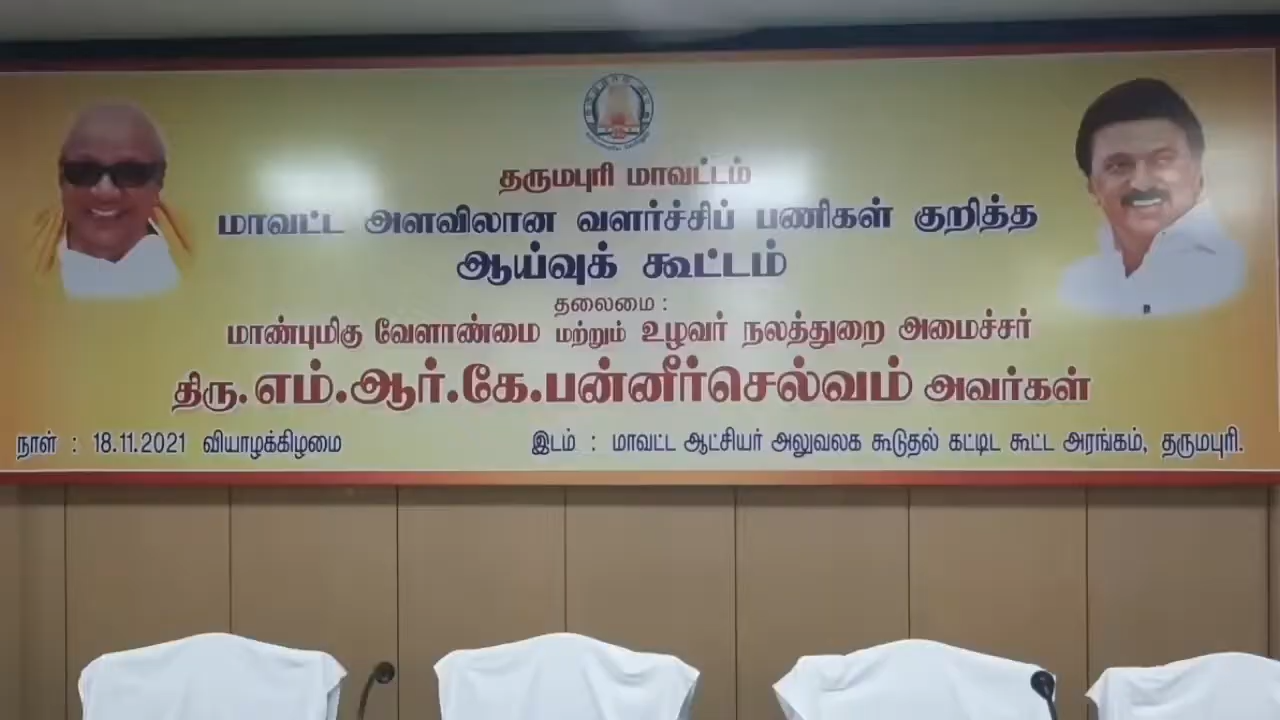 தருமபுரி மாவட்டம்
மாவட்ட அளவிலான வளர்ச்சிப் பணிகள் குறித்த
ஆய்வுக் கூட்டம்
தலைமை :
மாண்புமிகு வேளாண்மை மற்றும் உழவர் நலத்துறை அமைச்சர்
திரு.எம்.ஆர்.கே.பன்னீர்செல்வம் அவர்கள்
நாள் : 18.11.2021 வியாழக்கிழமை
இடம் : மாவட்ட ஆட்சியர் அலுவலக கூடுதல் கட்டிட கூட்ட அரங்கம், தருமபுரி.